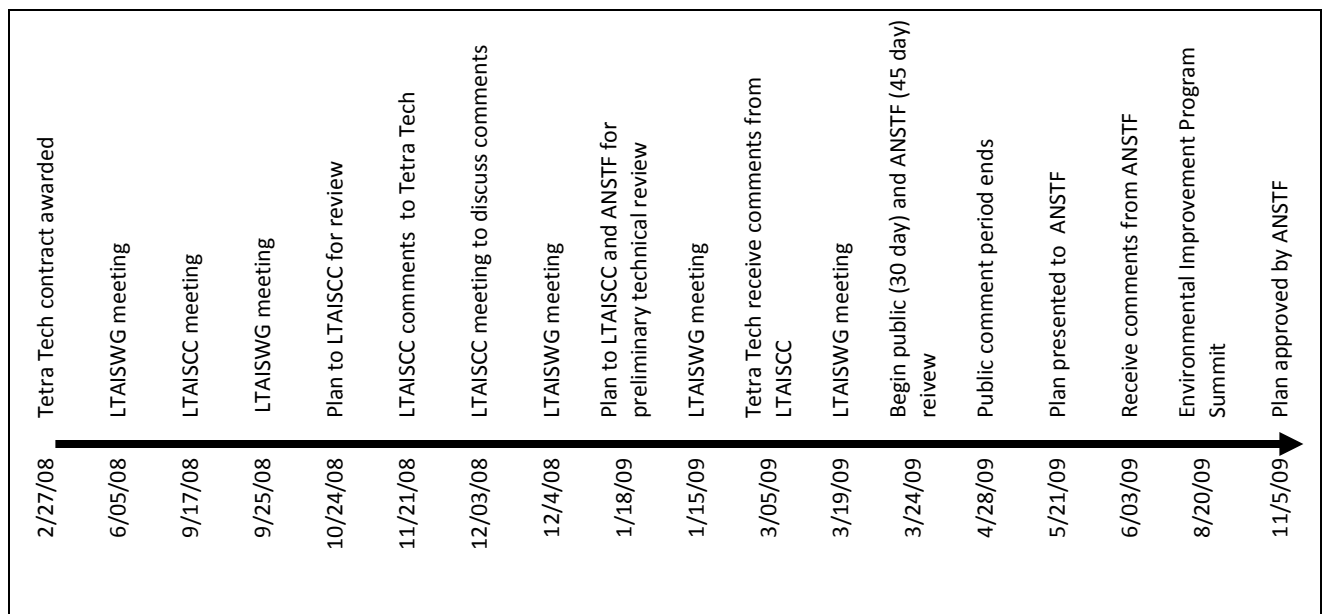 2/27/08 Tetra Tech contract awarded
6/05/08 LTAISWG meeting
9/17/08 LTAISCC meeting
9/25/08 LTAISWG meeting
10/24/08 Plan to LTAISCC for review
11/21/08 LTAISCC comments to Tetra Tech
12/03/08 LTAISCC meeting to discuss comments
12/4/08 LTAISWG meeting
1/18/09 Plan to LTAISCC and ANSTF for
preliminary technical review
1/15/09 LTAISWG meeting
3/05/09 Tetra Tech receive comments from
LTAISCC
3/19/09 LTAISWG meeting
3/24/09 Begin public (30 day) and ANSTF (45 day)
reivew
4/28/09 Public comment period ends
5/21/09 Plan presented to ANSTF
6/03/09 Receive comments from ANSTF
8/20/09 Environmental Improvement Program
Summit
11/5/09 Plan approved by ANSTF